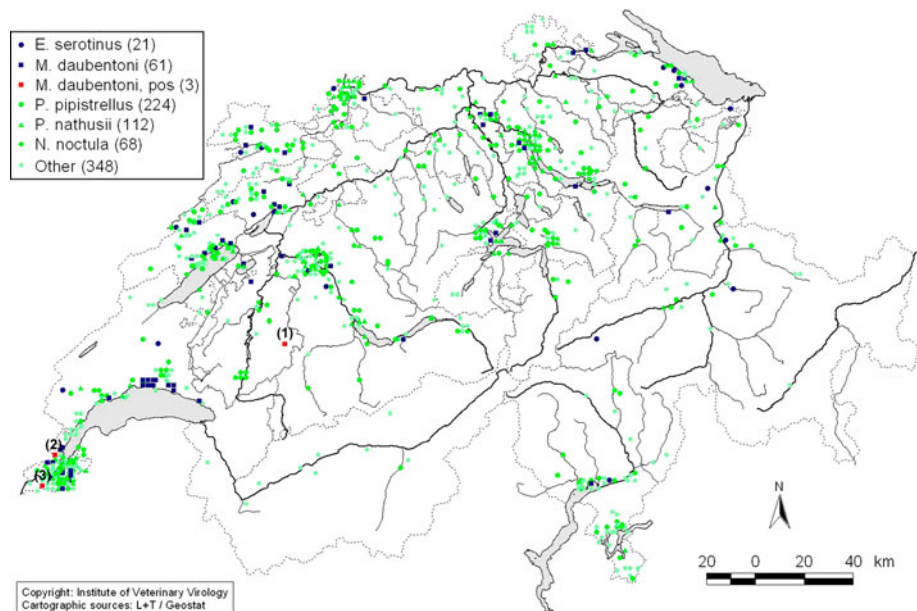 E. serotinus (21)
M. daubentoni (61)
M. daubentoni, pos (3)
P. pipistrellus (224)
P. nathusii (112)
N. noctula (68)
Other (348)
(1)
(2)
(3)
N
20 0 20 40 km
Copyright: Institute of Veterinary Virology
Cartographic sources: L+T / Geostat